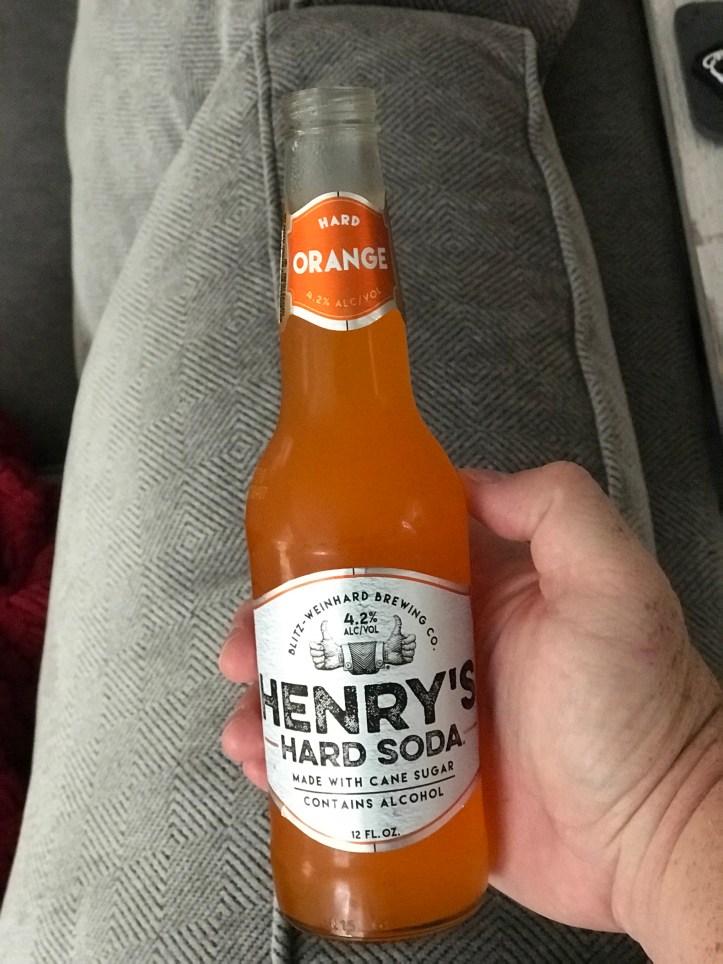 HARD
ORANGE
4.2% ALC/VOL
BLITZ-WEINHARD BREWING CO.
4.2%
ALC/VOL
HENRY'S
HARD SODA
MADE WITH CANE SUGAR
CONTAINS ALCOHOL
12 FL. OZ.